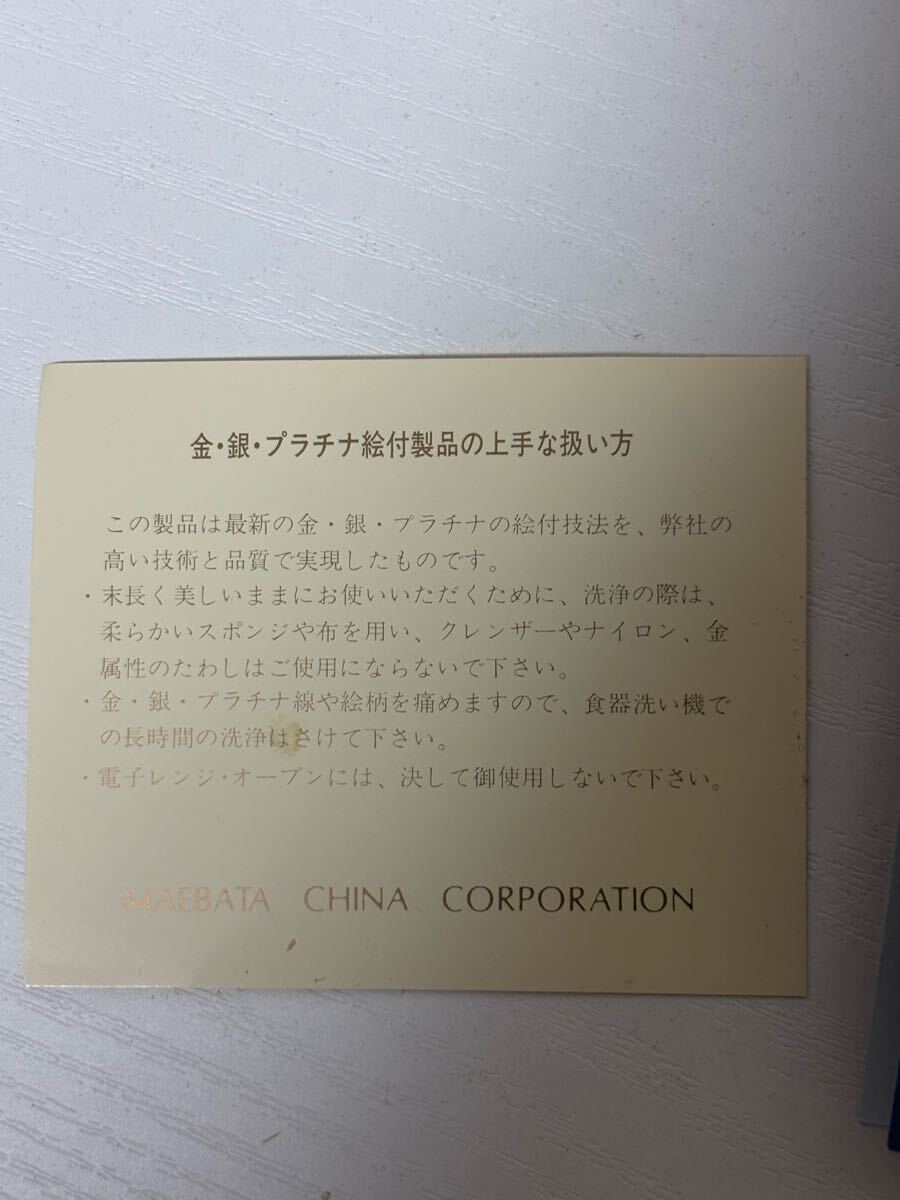 金・銀・プラチナ絵付製品の上手な扱い方
この製品は最新の金・銀・プラチナの絵付技法を、弊社の
高い技術と品質で実現したものです。
・末長く美しいままにお使いいただくために、洗浄の際は、
柔らかいスポンジや布を用い、クレンザーやナイロン、金
属性のたわしはご使用にならないで下さい。
・金・銀・プラチナ線や絵柄を痛めますので、食器洗い機で
の長時間の洗浄はさけて下さい。
・電子レンジ・オーブンには、決して御使用しないで下さい。
MAEBATA CHINA CORPORATION